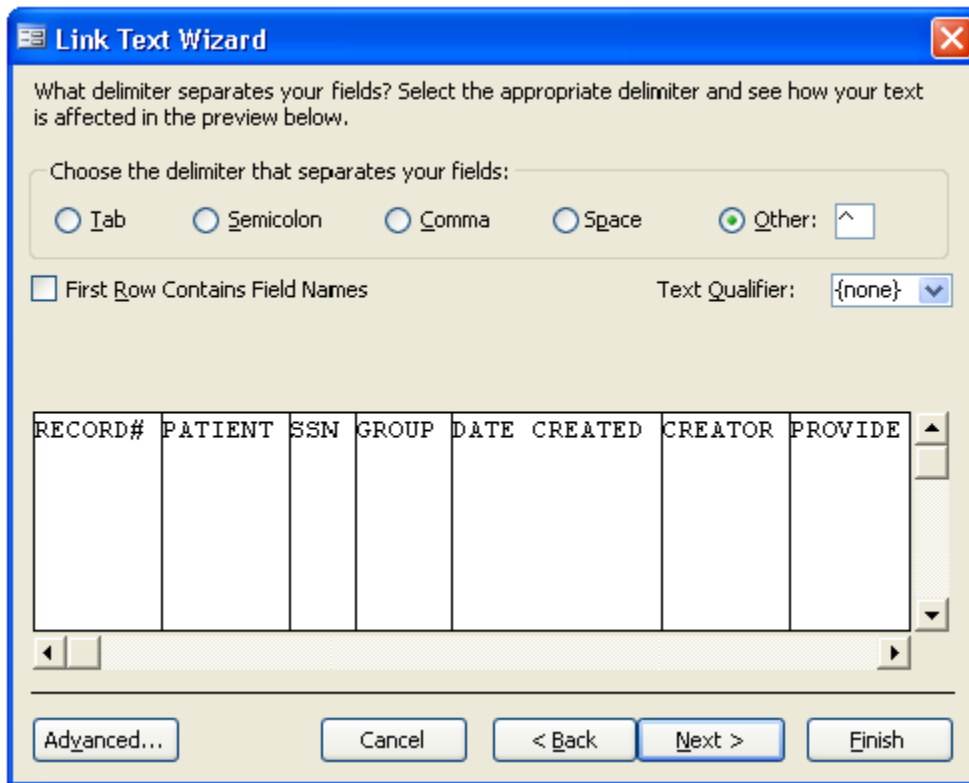 Link Text Wizard
What delimiter separates your fields? Select the appropriate delimiter and see how your text
is affected in the preview below.
Choose the delimiter that separates your fields:
Tab Semicolon Comma Space Other: ^
First Row Contains Field Names Text Qualifier: {none}
RECORD# PATIENT SSN GROUP DATE CREATED CREATOR PROVIDE
Advanced... Cancel < Back Next > Finish